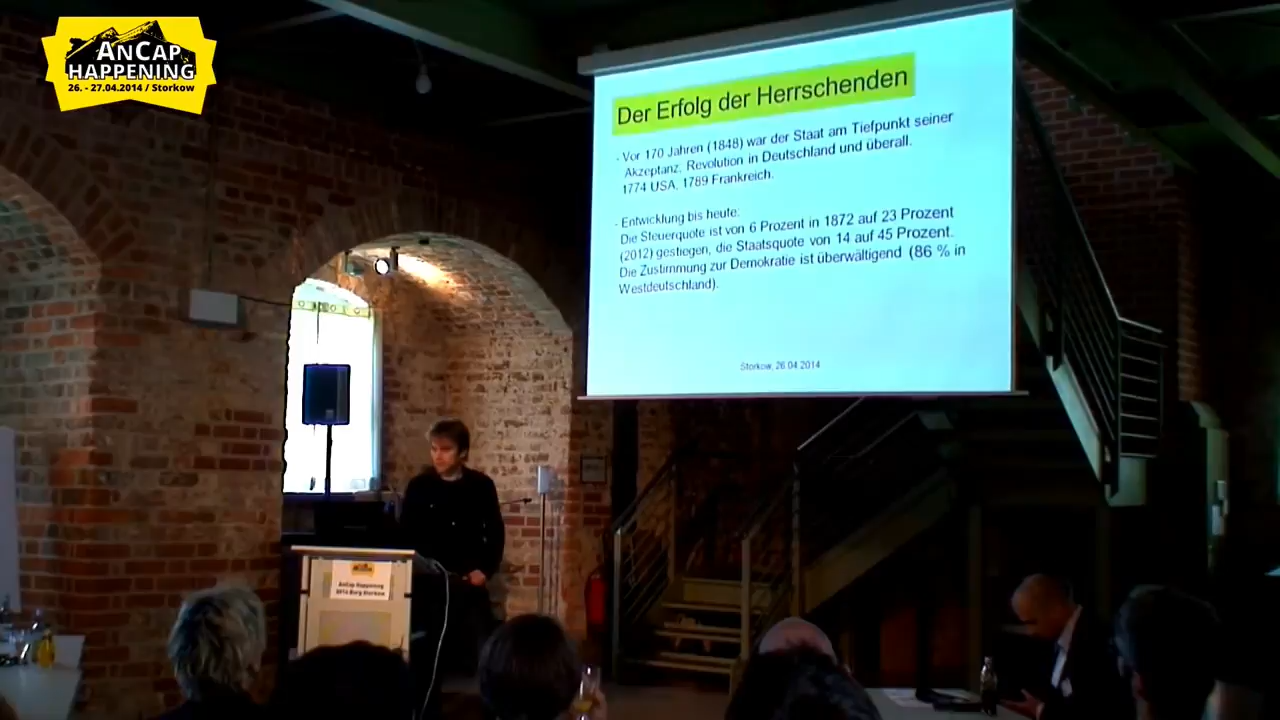 AnCap
Happening
26. - 27.04.2014 / Storkow
Der Erfolg der Herrschenden
- Vor 170 Jahren (1848) war der Staat am Tiefpunkt seiner
Akzeptanz. Revolution in Deutschland und überall.
1774 USA, 1789 Frankreich.
- Entwicklung bis heute:
Die Steuerquote ist von 6 Prozent in 1872 auf 23 Prozent
(2012) gestiegen, die Staatsquote von 14 auf 45 Prozent.
Die Zustimmung zur Demokratie ist überwältigend (86 % in
Westdeutschland).
Storkow, 26.04.2014
AnCap Happening
2014 Burg Storkow